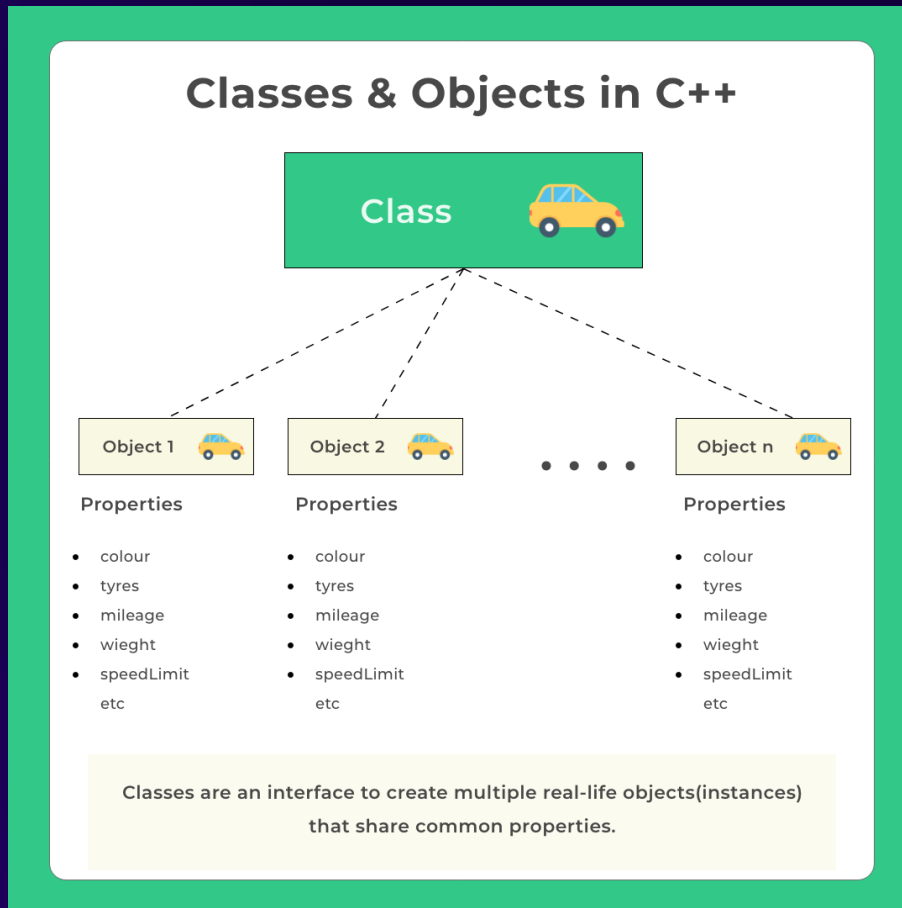 Classes & Objects in C++
Class
Object 1
Properties
colour
tyres
mileage
wieght
speedLimit
etc
Object 2
Properties
colour
tyres
mileage
wieght
speedLimit
etc
Object n
Properties
colour
tyres
mileage
wieght
speedLimit
etc
Classes are an interface to create multiple real-life objects(instances)
that share common properties.